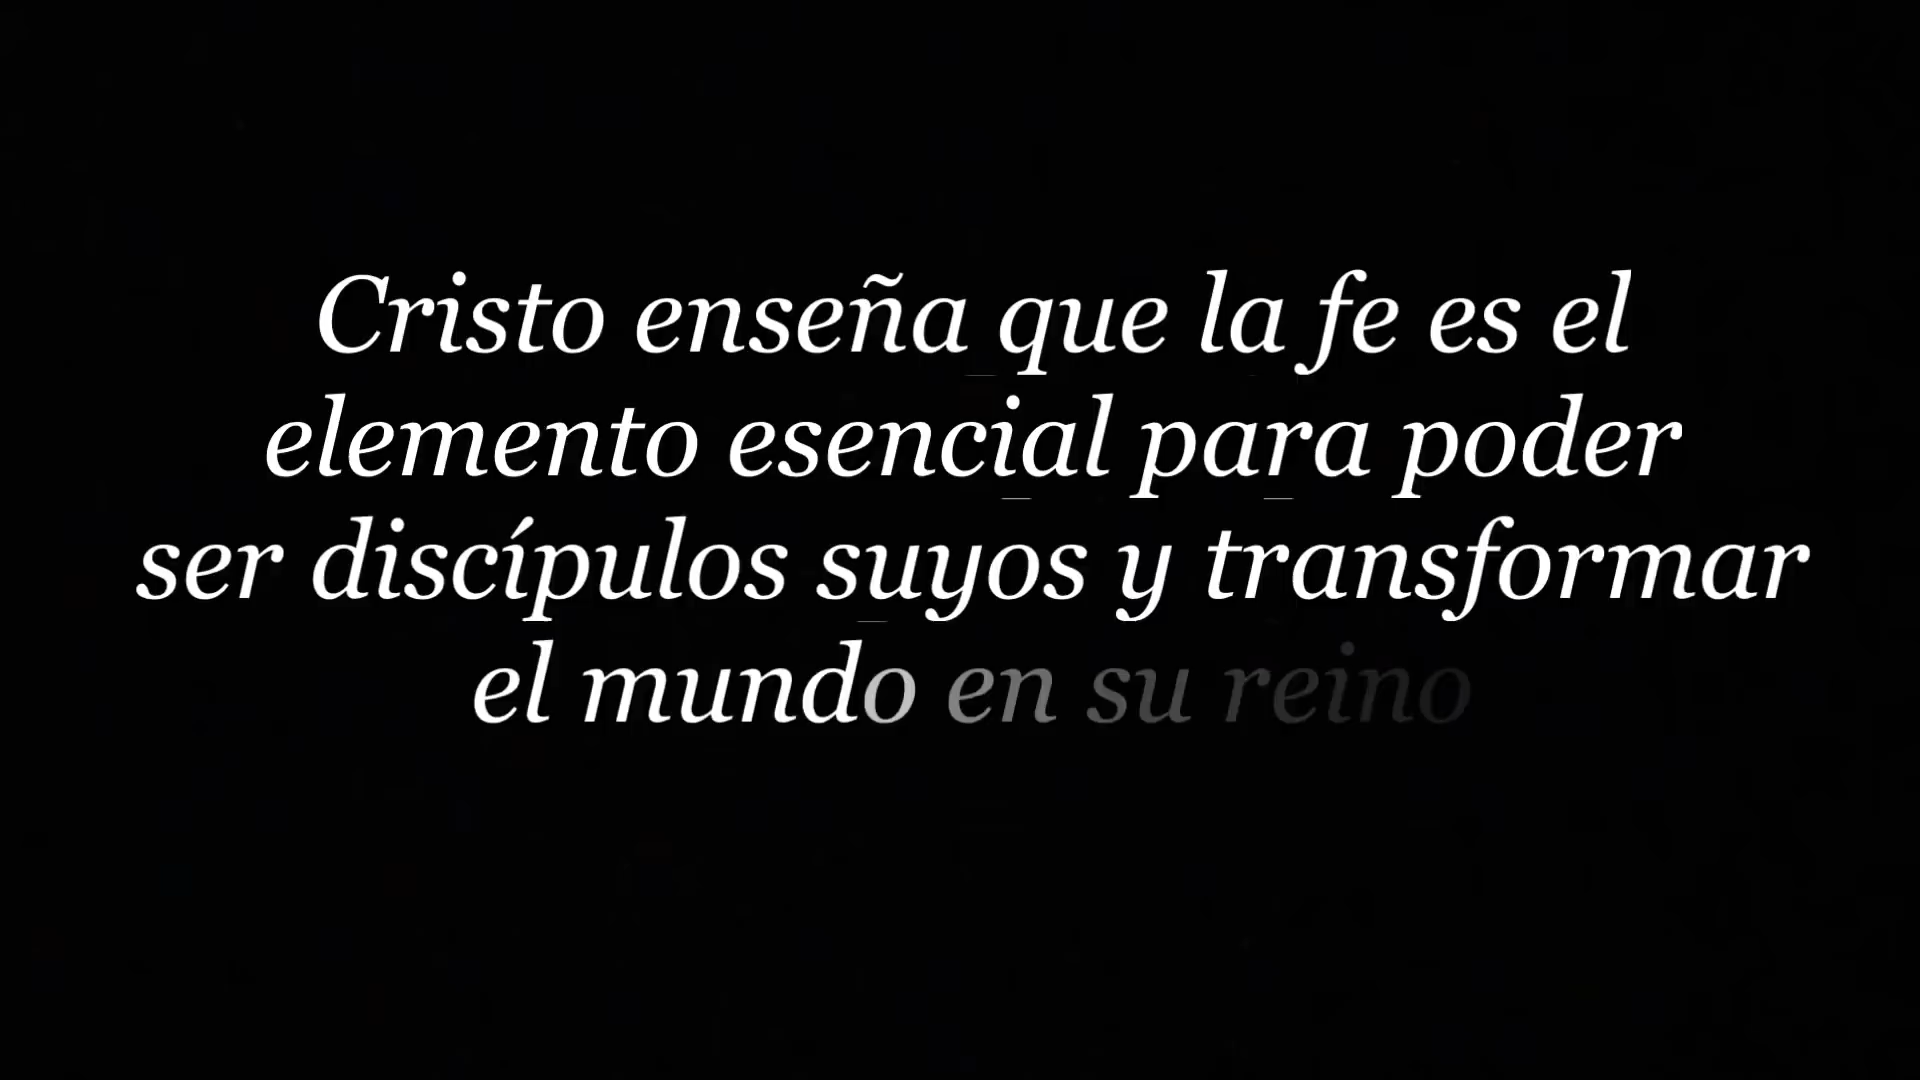 Cristo enseña que la fe es el
elemento esencial para poder
ser discípulos suyos y transformar
el mundo en su reino